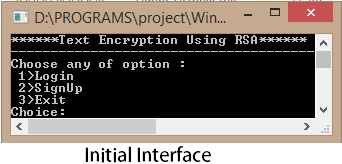 D:\PROGRAMS\project\Win...
******Text Encryption Using RSA******
Choose any of option :
1>Login
2>SignUp
3>Exit
Choice:
Initial Interface